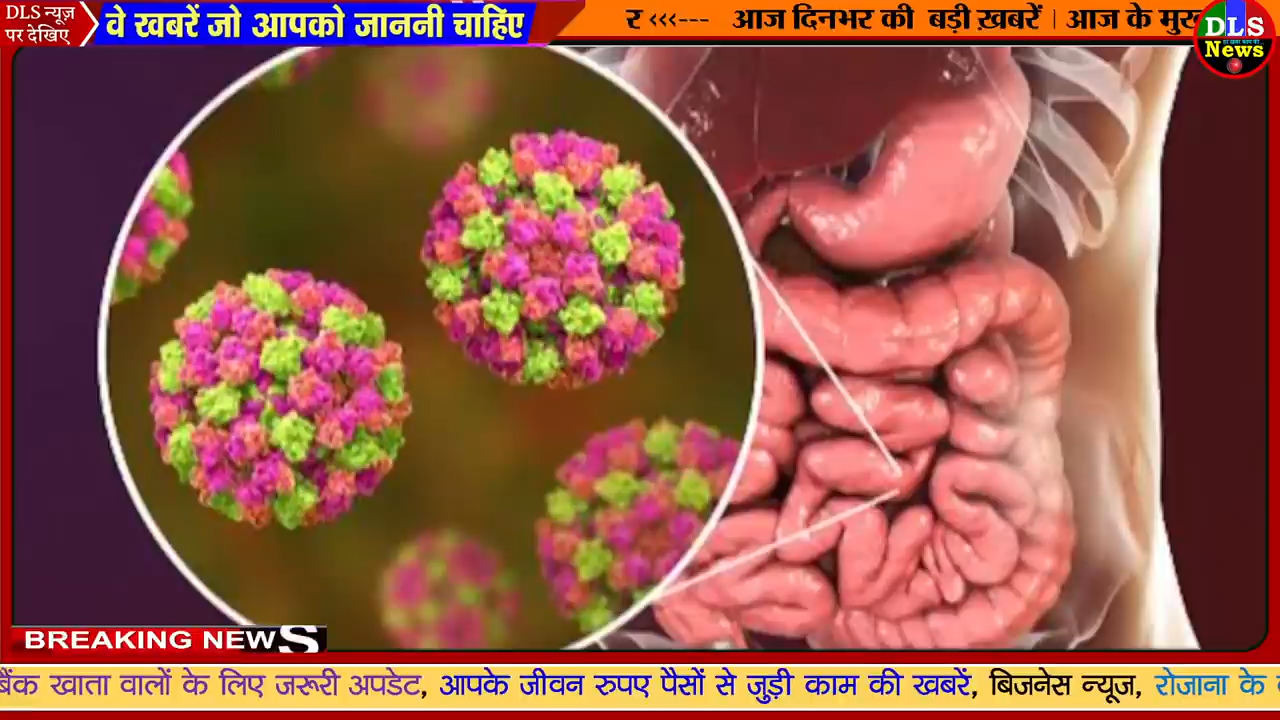 DLS न्यूज़
पर देखिए
वे खबरें जो आपको जाननी चाहिए
र ‹‹‹--- आज दिनभर की बड़ी ख़बरें | आज के मुख
DLS
News
BREAKING NEWS
बैंक खाता वालों के लिए जरूरी अपडेट, आपके जीवन रुपए पैसों से जुड़ी काम की खबरें, बिजनेस न्यूज, रोजाना के